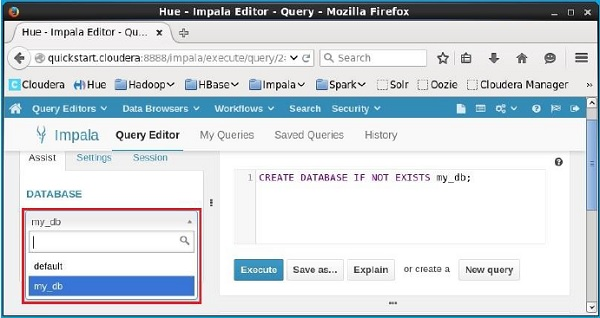 Hue - Impala Editor - Query - Mozilla Firefox
Hue - Impala Editor - Qu...
quickstart.cloudera:8888/impala/execute/query/2
Search
Cloudera Hue Hadoop HBase Impala Spark Solr Oozie Cloudera Manager
Query Editors Data Browsers Workflows Search Security
Impala Query Editor My Queries Saved Queries History
Assist Settings Session
DATABASE
my_db
default
my_db
1 CREATE DATABASE IF NOT EXISTS my_db;
Execute Save as... Explain or create a New query